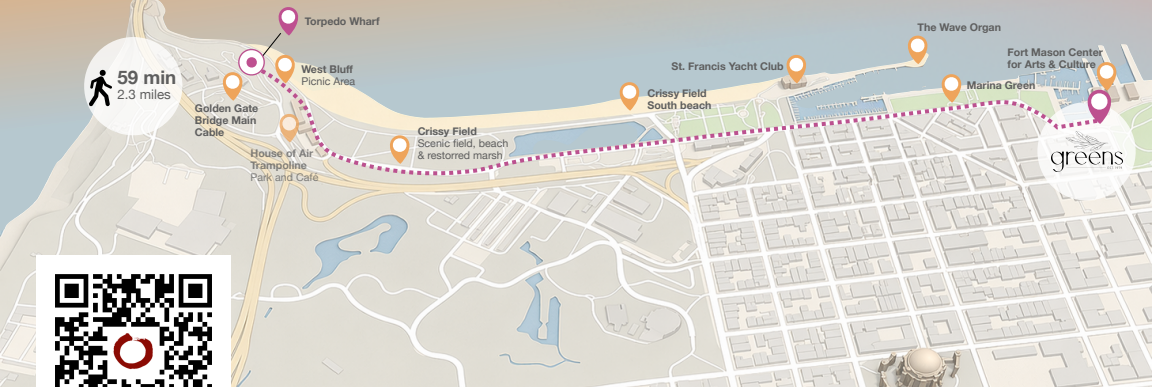 Torpedo Wharf
The Wave Organ
59 min
2.3 miles
West Bluff
Picnic Area
St. Francis Yacht Club
Fort Mason Center
for Arts & Culture
Golden Gate
Bridge Main
Cable
Crissy Field
South beach
Marina Green
Crissy Field
Scenic field, beach
& restorred marsh
House of Air
Trampoline
Park and Café
greens